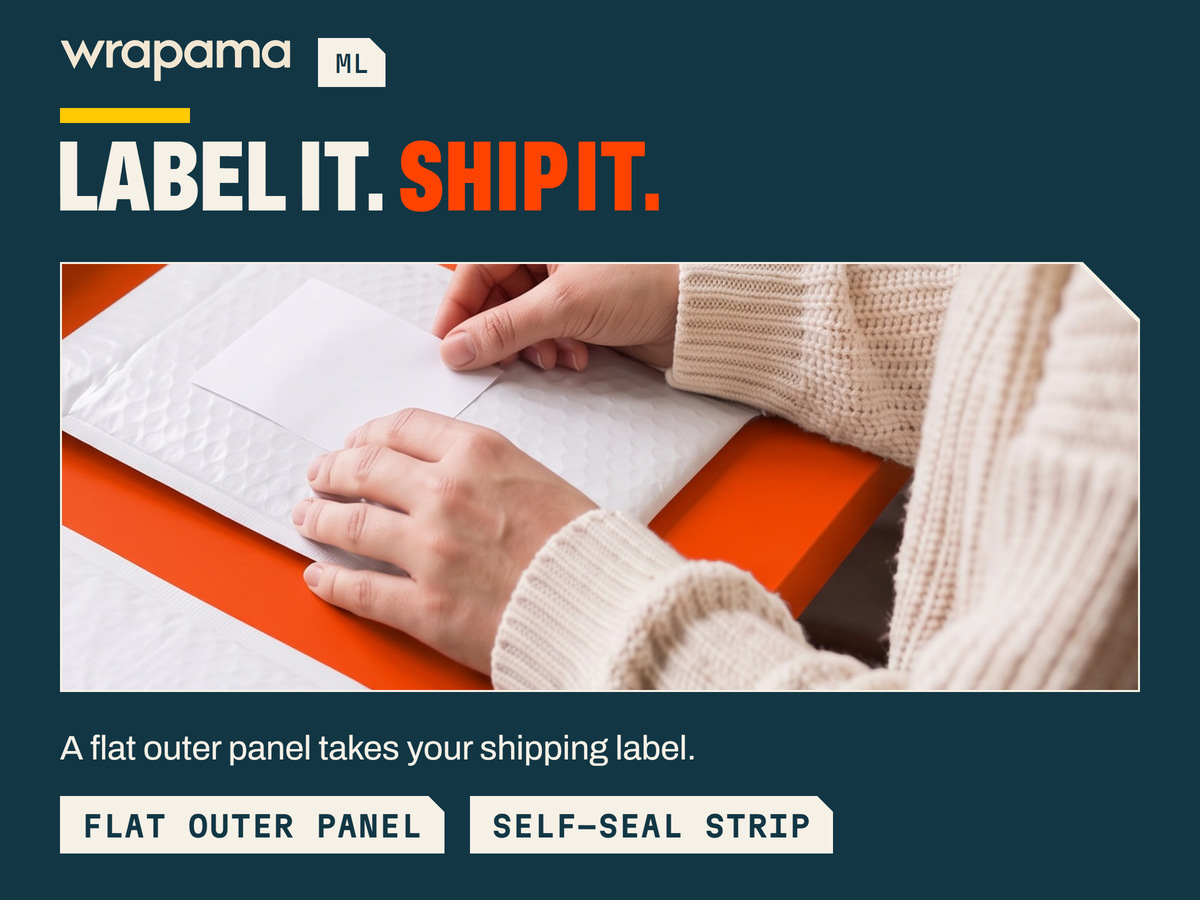 wrapama
ML
LABEL IT. SHIP IT.
A flat outer panel takes your shipping label.
FLAT OUTER PANEL
SELF-SEAL STRIP